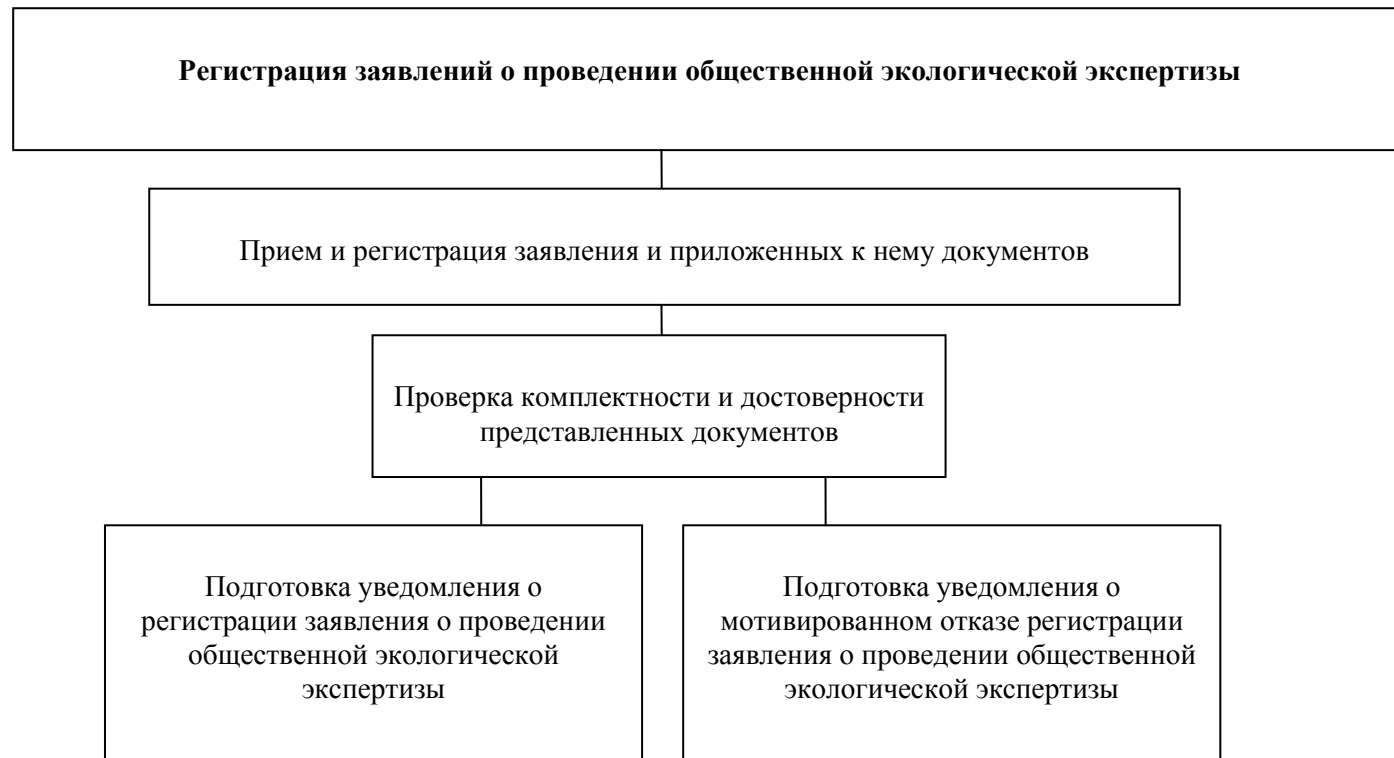 Регистрация заявлений о проведении общественной экологической экспертизы
Прием и регистрация заявления и приложенных к нему документов
Проверка комплектности и достоверности
представленных документов
Подготовка уведомления о
регистрации заявления о проведении
общественной экологической
экспертизы
Подготовка уведомления о
мотивированном отказе регистрации
заявления о проведении общественной
экологической экспертизы